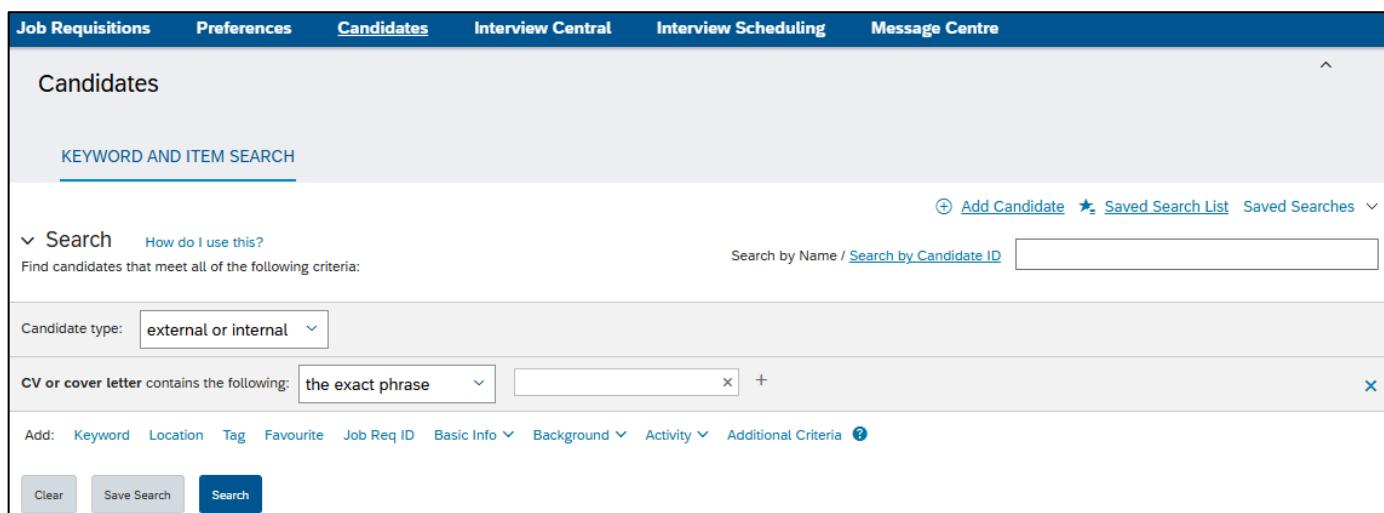 Job Requisitions Preferences Candidates Interview Central Interview Scheduling Message Centre
Candidates
KEYWORD AND ITEM SEARCH
Add Candidate Saved Search List Saved Searches
Search How do I use this?
Search by Name / Search by Candidate ID
Find candidates that meet all of the following criteria:
Candidate type: external or internal
CV or cover letter contains the following: the exact phrase
Add: Keyword Location Tag Favourite Job Req ID Basic Info Background Activity Additional Criteria ?
Clear Save Search Search